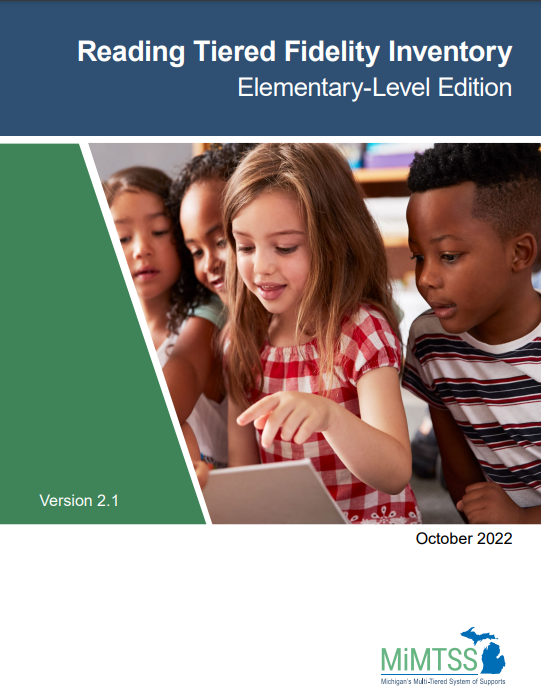 Reading Tiered Fidelity Inventory
Elementary-Level Edition
Version 2.1
October 2022
MiMTSS
Michigan's Multi-Tiered System of Supports